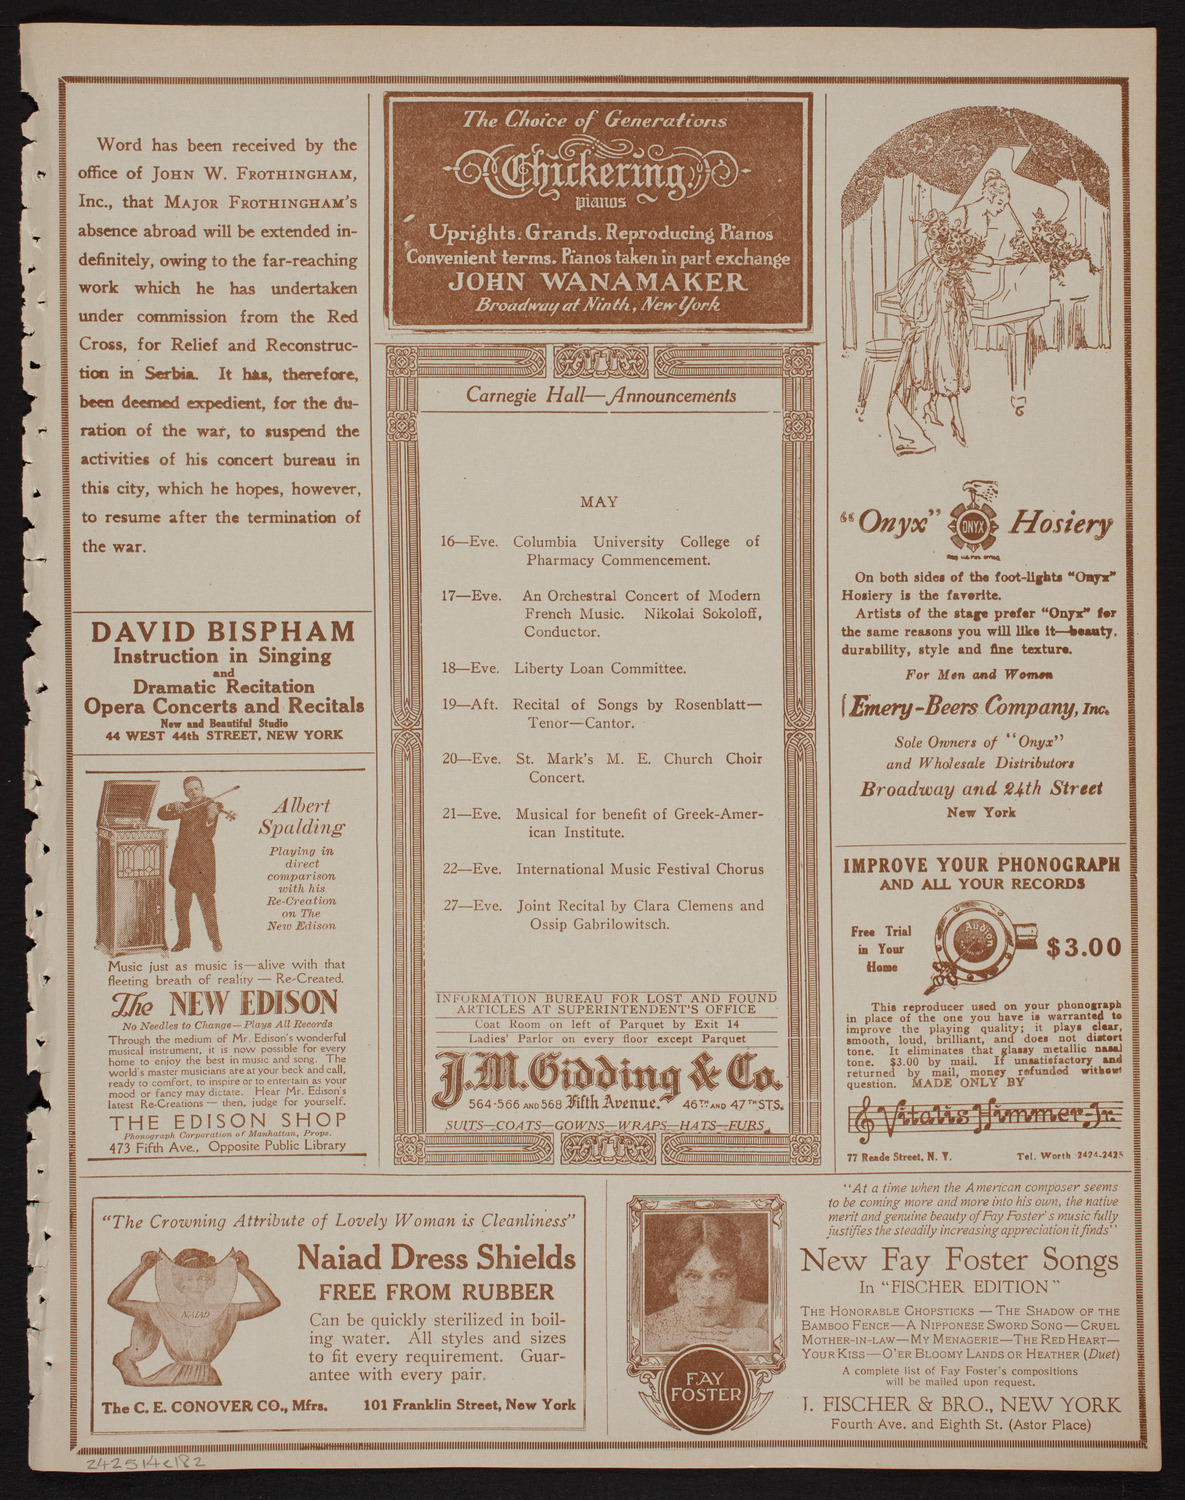 Word has been received by the
office of JOHN W. FROTHINGHAM,
Inc., that MAJOR FROTHINGHAM'S
absence abroad will be extended in-
definitely, owing to the far-reaching
work which he has undertaken
under commission from the Red
Cross, for Relief and Reconstruc-
tion in Serbia. It has, therefore,
been deemed expedient, for the du-
ration of the war, to suspend the
activities of his concert bureau in
this city, which he hopes, however,
to resume after the termination of
the war.
DAVID BISPHAM
Instruction in Singing
and
Dramatic Recitation
Opera Concerts and Recitals
New and Beautiful Studio
44 WEST 44th STREET, NEW YORK
Albert
Spalding
Playing in
direct
comparison
with his
Re-Creation
on The
New Edison
Music just as music is—alive with that
fleeting breath of reality — Re-Created.
The NEW EDISON
No Needles to Change—Plays All Records
Through the medium of Mr. Edison's wonderful
musical instrument, it is now possible for every
home to enjoy the best in music and song. The
world's master musicians are at your beck and call,
ready to comfort, to inspire or to entertain as your
mood or fancy may dictate. Hear Mr. Edison's
latest Re-Creations — then, judge for yourself.
THE EDISON SHOP
Phonograph Corporation of Manhattan, Props.
473 Fifth Ave., Opposite Public Library
The Choice of Generations
Chickering
pianos
Uprights. Grands. Reproducing Pianos
Convenient terms. Pianos taken in part exchange
JOHN WANAMAKER
Broadway at Ninth, New York
Carnegie Hall—Announcements
MAY
16—Eve. Columbia University College of
Pharmacy Commencement.
17—Eve. An Orchestral Concert of Modern
French Music. Nikolai Sokoloff,
Conductor.
18—Eve. Liberty Loan Committee.
19—Aft. Recital of Songs by Rosenblatt—
Tenor—Cantor.
20—Eve. St. Mark's M. E. Church Choir
Concert.
21—Eve. Musical for benefit of Greek-Amer-
ican Institute.
22—Eve. International Music Festival Chorus
27—Eve. Joint Recital by Clara Clemens and
Ossip Gabrilowitsch.
INFORMATION BUREAU FOR LOST AND FOUND
ARTICLES AT SUPERINTENDENT'S OFFICE
Coat Room on left of Parquet by Exit 14
Ladies' Parlor on every floor except Parquet
J.M. Gidding & Co.
564-566 AND 568 Fifth Avenue. 46TH AND 47TH STS.
SUITS—COATS—GOWNS—WRAPS—HATS—FURS
"Onyx" ONYX Hosiery
On both sides of the foot-lights "Onyx"
Hosiery is the favorite.
Artists of the stage prefer "Onyx" for
the same reasons you will like it—beauty,
durability, style and fine texture.
For Men and Women
Emery-Beers Company, Inc.
Sole Owners of "Onyx"
and Wholesale Distributors
Broadway and 24th Street
New York
IMPROVE YOUR PHONOGRAPH
AND ALL YOUR RECORDS
Free Trial
in Your
Home
Audion
$3.00
This reproducer used on your phonograph
in place of the one you have is warranted to
improve the playing quality; it plays clear,
smooth, loud, brilliant, and does not distort
tone. It eliminates that glassy metallic nasal
tone. $3.00 by mail. If unsatisfactory and
returned by mail, money refunded without
question. MADE ONLY BY
Vitalis Himmer-Jr.
77 Reade Street, N. Y. Tel. Worth 2424-2425
"The Crowning Attribute of Lovely Woman is Cleanliness"
NAIAD
Naiad Dress Shields
FREE FROM RUBBER
Can be quickly sterilized in boil-
ing water. All styles and sizes
to fit every requirement. Guar-
antee with every pair.
The C. E. CONOVER CO., Mfrs. 101 Franklin Street, New York
FAY
FOSTER
"At a time when the American composer seems
to be coming more and more into his own, the native
merit and genuine beauty of Fay Foster's music fully
justifies the steadily increasing appreciation it finds"
New Fay Foster Songs
In "FISCHER EDITION"
THE HONORABLE CHOPSTICKS — THE SHADOW OF THE
BAMBOO FENCE—A NIPPONESE SWORD SONG—CRUEL
MOTHER-IN-LAW—MY MENAGERIE—THE RED HEART—
YOUR KISS—O'ER BLOOMY LANDS OR HEATHER (Duet)
A complete list of Fay Foster's compositions
will be mailed upon request.
J. FISCHER & BRO., NEW YORK
Fourth Ave. and Eighth St. (Astor Place)
242514c182